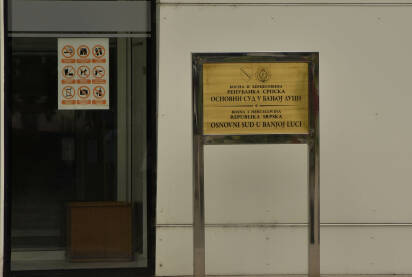 БОСНА И ХЕРЦЕГОВИНА
РЕПУБЛИКА СРПСКА
ОСНОВНИ СУД У БАЊОЈ ЛУЦИ
BOSNA I HERCEGOVINA
REPUBLIKA SRPSKA
OSNOVNI SUD U BANJOJ LUCI